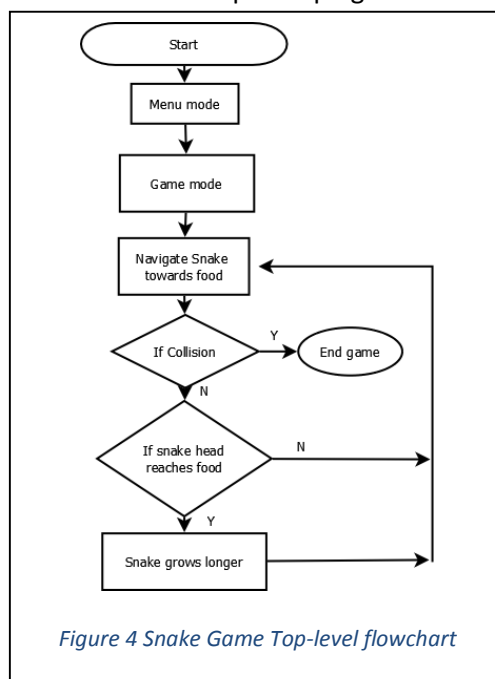 Start
Menu mode
Game mode
Navigate Snake
towards food
If Collision
Y
End game
N
If snake head
reaches food
N
Y
Snake grows longer
Figure 4 Snake Game Top-level flowchart